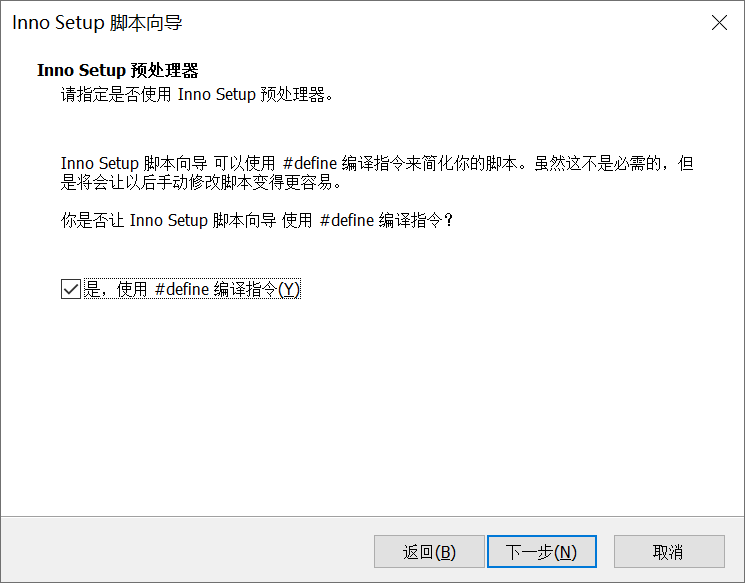 Inno Setup 脚本向导
Inno Setup 预处理器
请指定是否使用 Inno Setup 预处理器。
Inno Setup 脚本向导 可以使用 #define 编译指令来简化你的脚本。虽然这不是必需的，但
是将会让以后手动修改脚本变得更容易。
你是否让 Inno Setup 脚本向导 使用 #define 编译指令？
是，使用 #define 编译指令(Y)
返回(B) 下一步(N) 取消